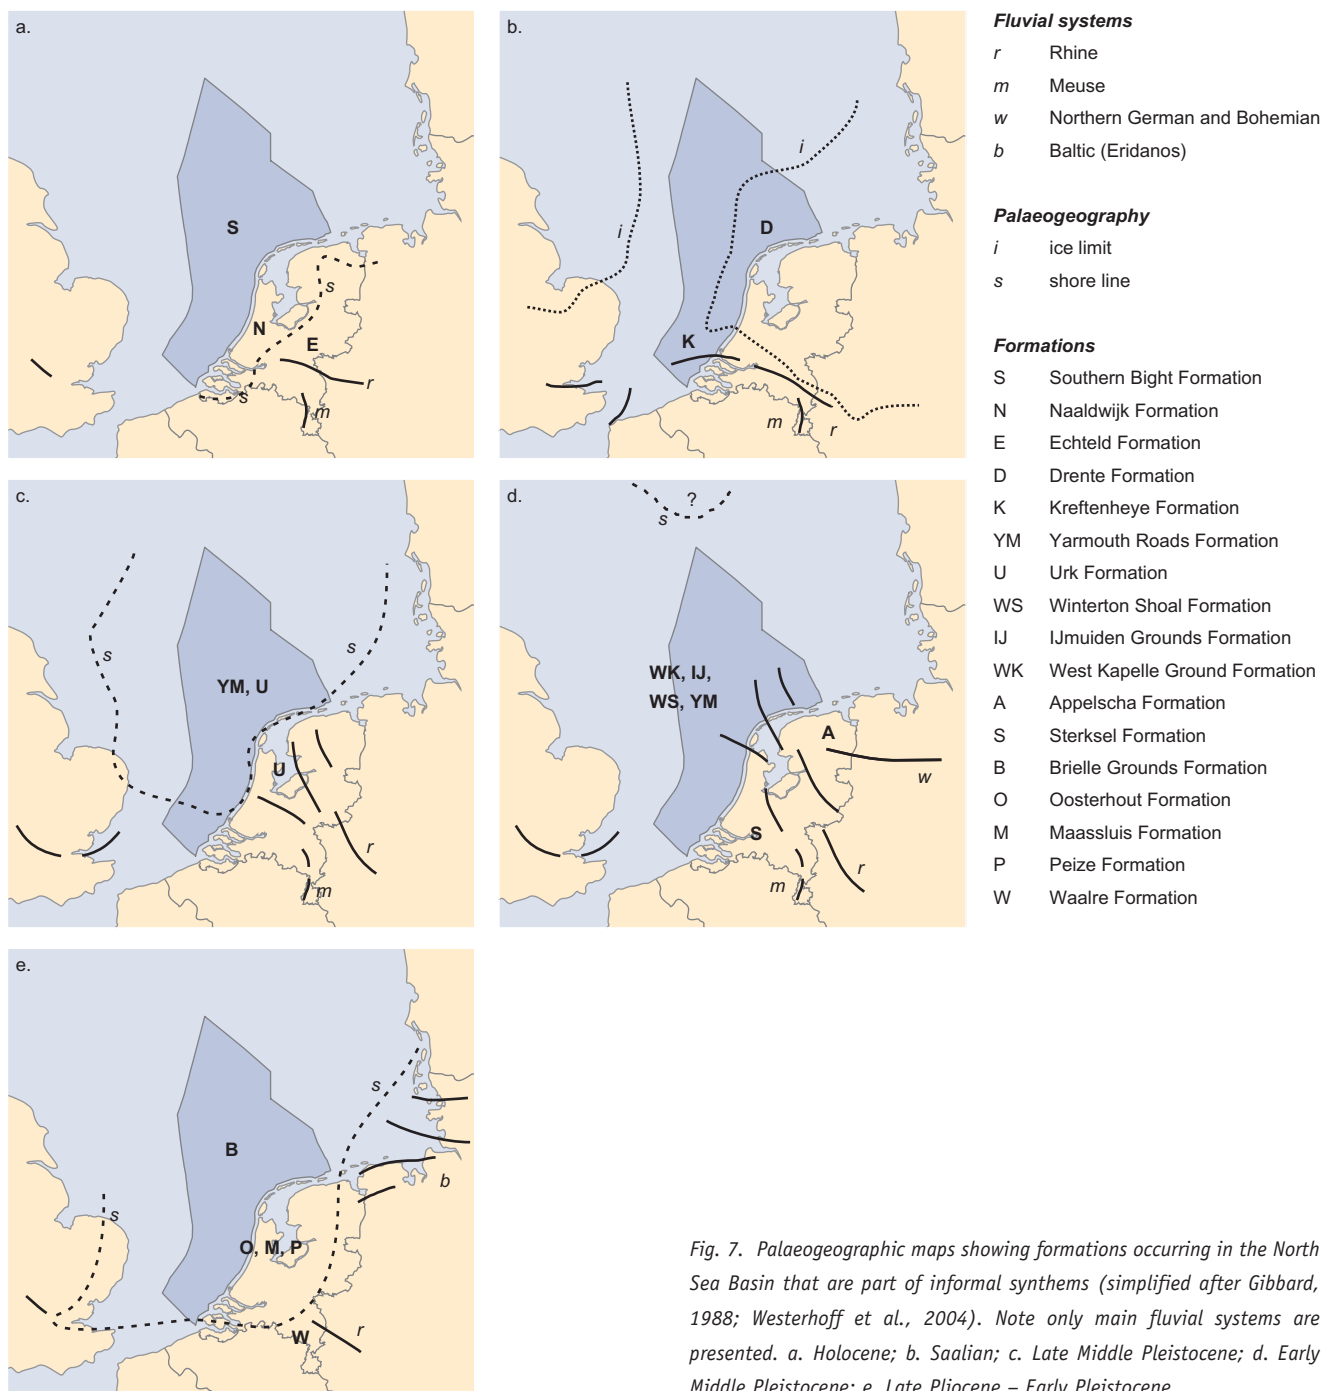 a.
S
N
E
s
s
r
m
b.
i
i
D
K
m
r
c.
s
s
YM, U
U
r
m
d.
?
s
WK, IJ,
WS, YM
A
w
S
m
r
e.
s
s
B
b
O, M, P
W
r
Fluvial systems
r Rhine
m Meuse
w Northern German and Bohemian
b Baltic (Eridanos)
Palaeogeography
i ice limit
s shore line
Formations
S Southern Bight Formation
N Naaldwijk Formation
E Echteld Formation
D Drente Formation
K Kreftenheye Formation
YM Yarmouth Roads Formation
U Urk Formation
WS Winterton Shoal Formation
IJ IJmuiden Grounds Formation
WK West Kapelle Ground Formation
A Appelscha Formation
S Sterksel Formation
B Brielle Grounds Formation
O Oosterhout Formation
M Maassluis Formation
P Peize Formation
W Waalre Formation
Fig. 7. Palaeogeographic maps showing formations occurring in the North
Sea Basin that are part of informal synthems (simplified after Gibbard,
1988; Westerhoff et al., 2004). Note only main fluvial systems are
presented. a. Holocene; b. Saalian; c. Late Middle Pleistocene; d. Early
Middle Pleistocene; e. Late Pliocene – Early Pleistocene